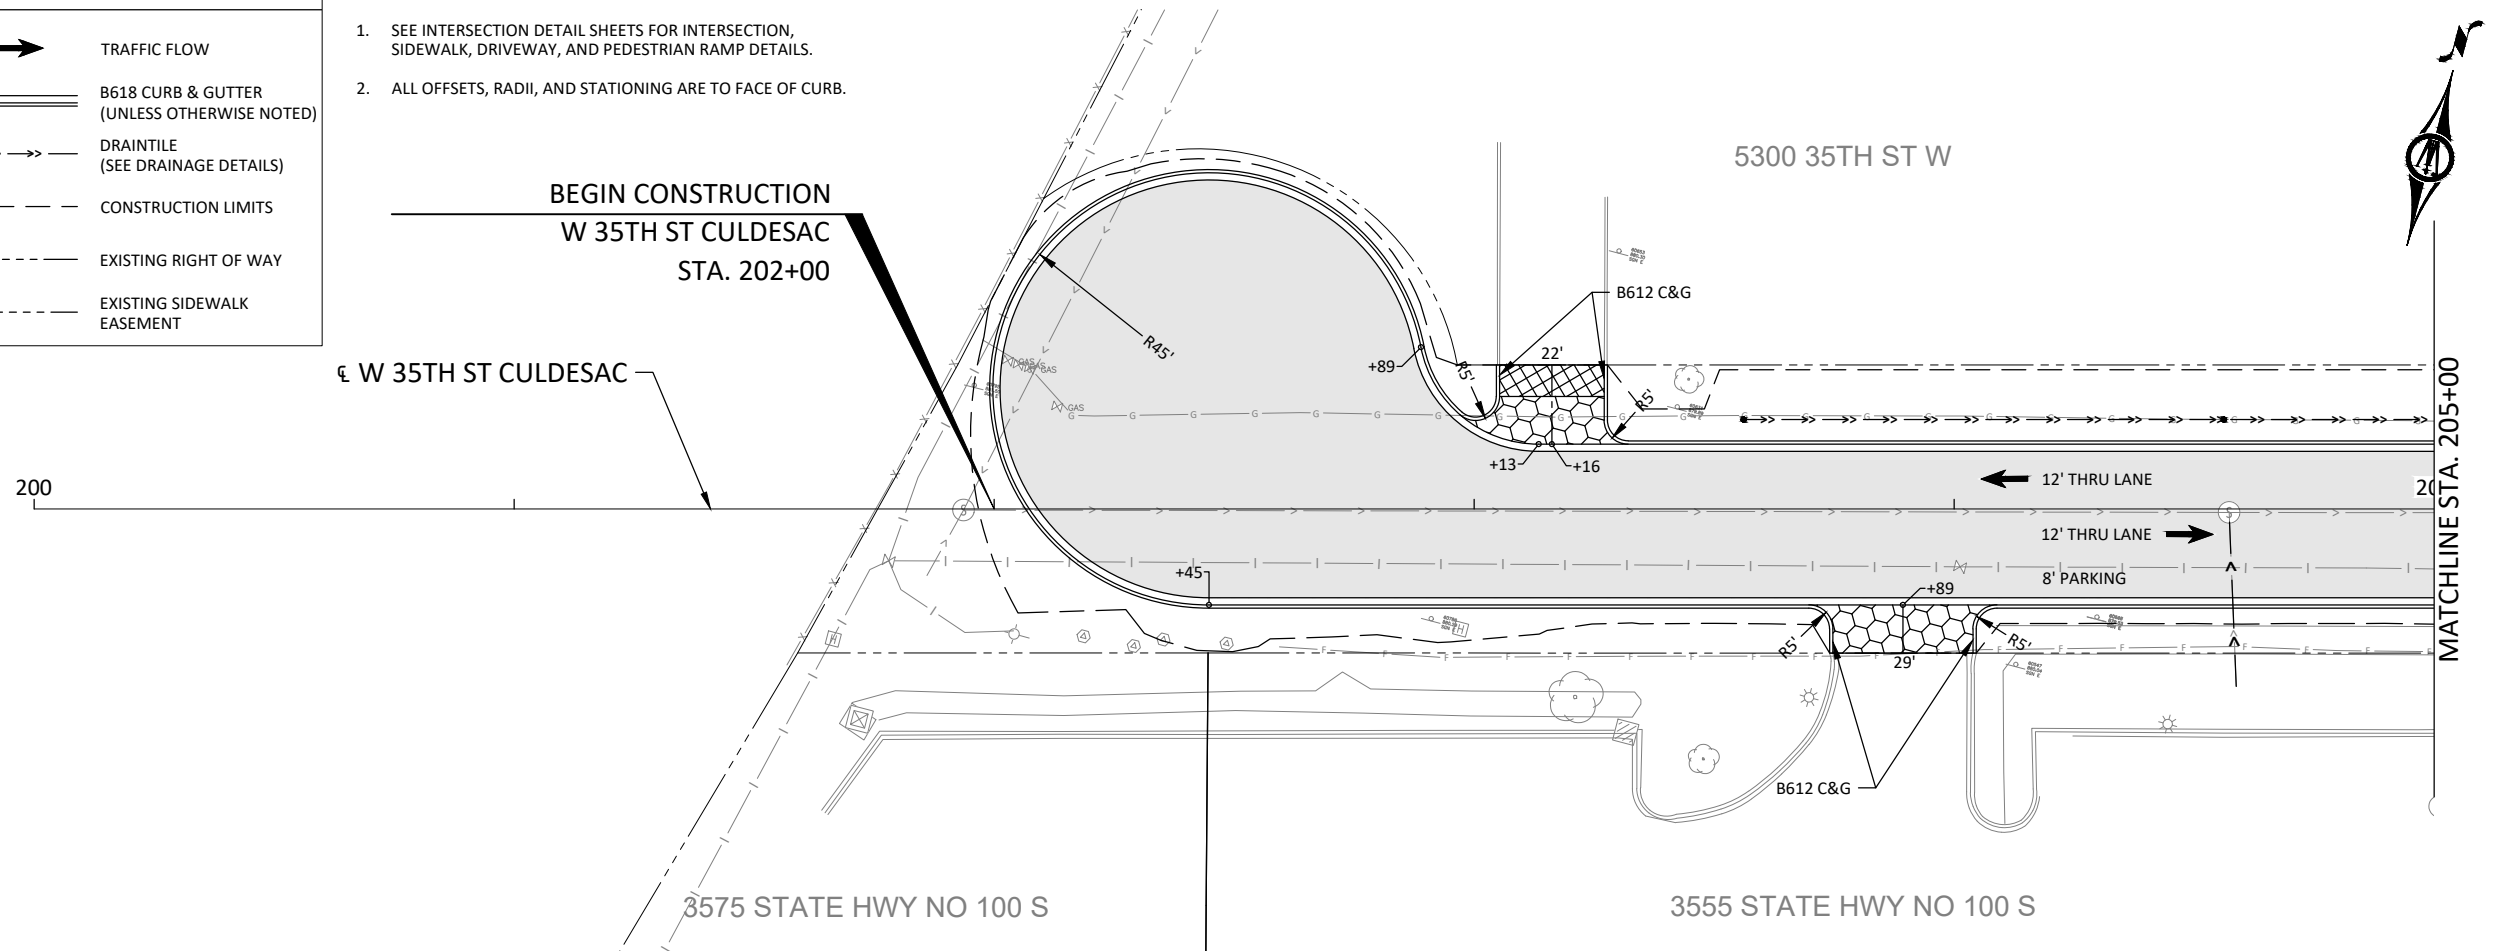 TRAFFIC FLOW
B618 CURB & GUTTER
(UNLESS OTHERWISE NOTED)
DRAINTILE
(SEE DRAINAGE DETAILS)
CONSTRUCTION LIMITS
EXISTING RIGHT OF WAY
EXISTING SIDEWALK
EASEMENT
1. SEE INTERSECTION DETAIL SHEETS FOR INTERSECTION,
SIDEWALK, DRIVEWAY, AND PEDESTRIAN RAMP DETAILS.
2. ALL OFFSETS, RADII, AND STATIONING ARE TO FACE OF CURB.
N
5300 35TH ST W
BEGIN CONSTRUCTION
W 35TH ST CULDESAC
STA. 202+00
℄ W 35TH ST CULDESAC
200
R45'
GAS
GAS
GAS
+89
R5'
22'
B612 C&G
R5'
+13
+16
12' THRU LANE
12' THRU LANE
8' PARKING
20
MATCHLINE STA. 205+00
+45
+89
R5'
29'
R5'
B612 C&G
H
H
S
S
3575 STATE HWY NO 100 S
3555 STATE HWY NO 100 S